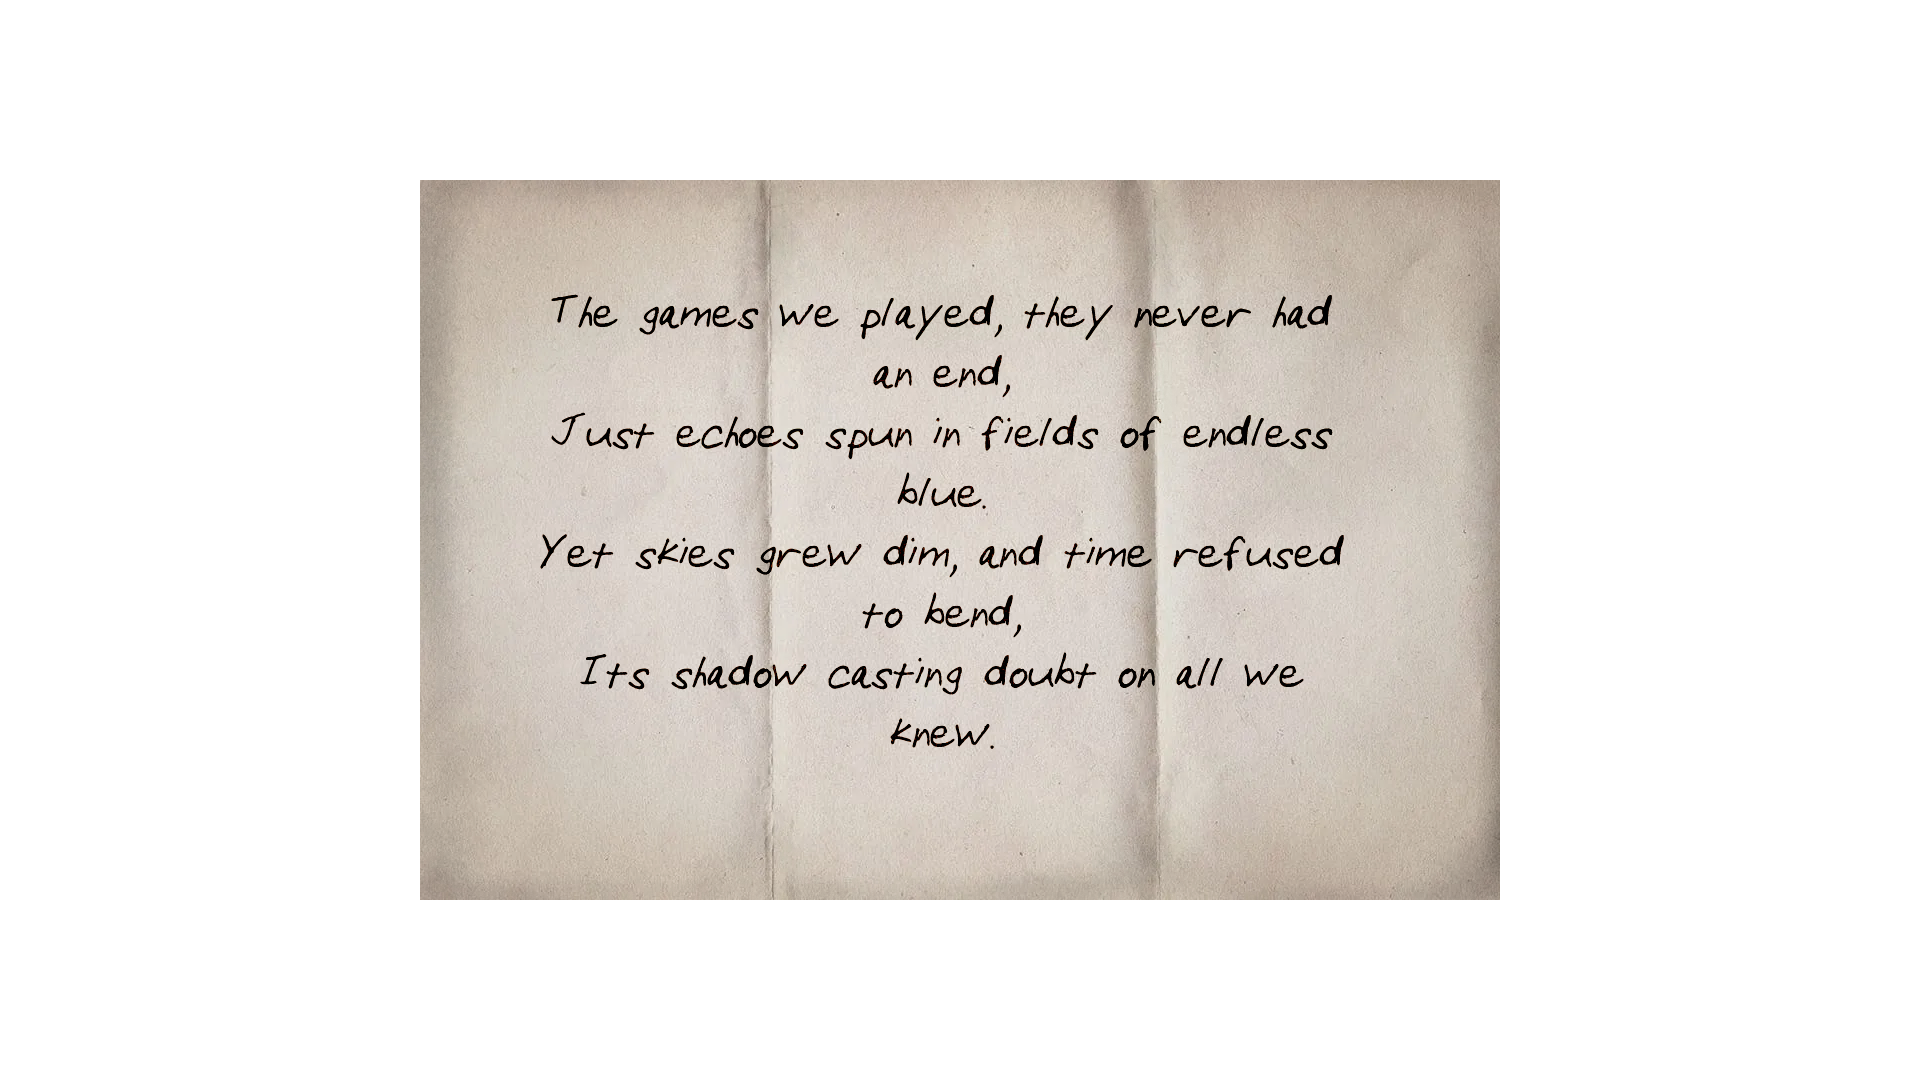 The games we played, they never had
an end,
Just echoes spun in fields of endless
blue.
Yet skies grew dim, and time refused
to bend,
Its shadow casting doubt on all we
knew.